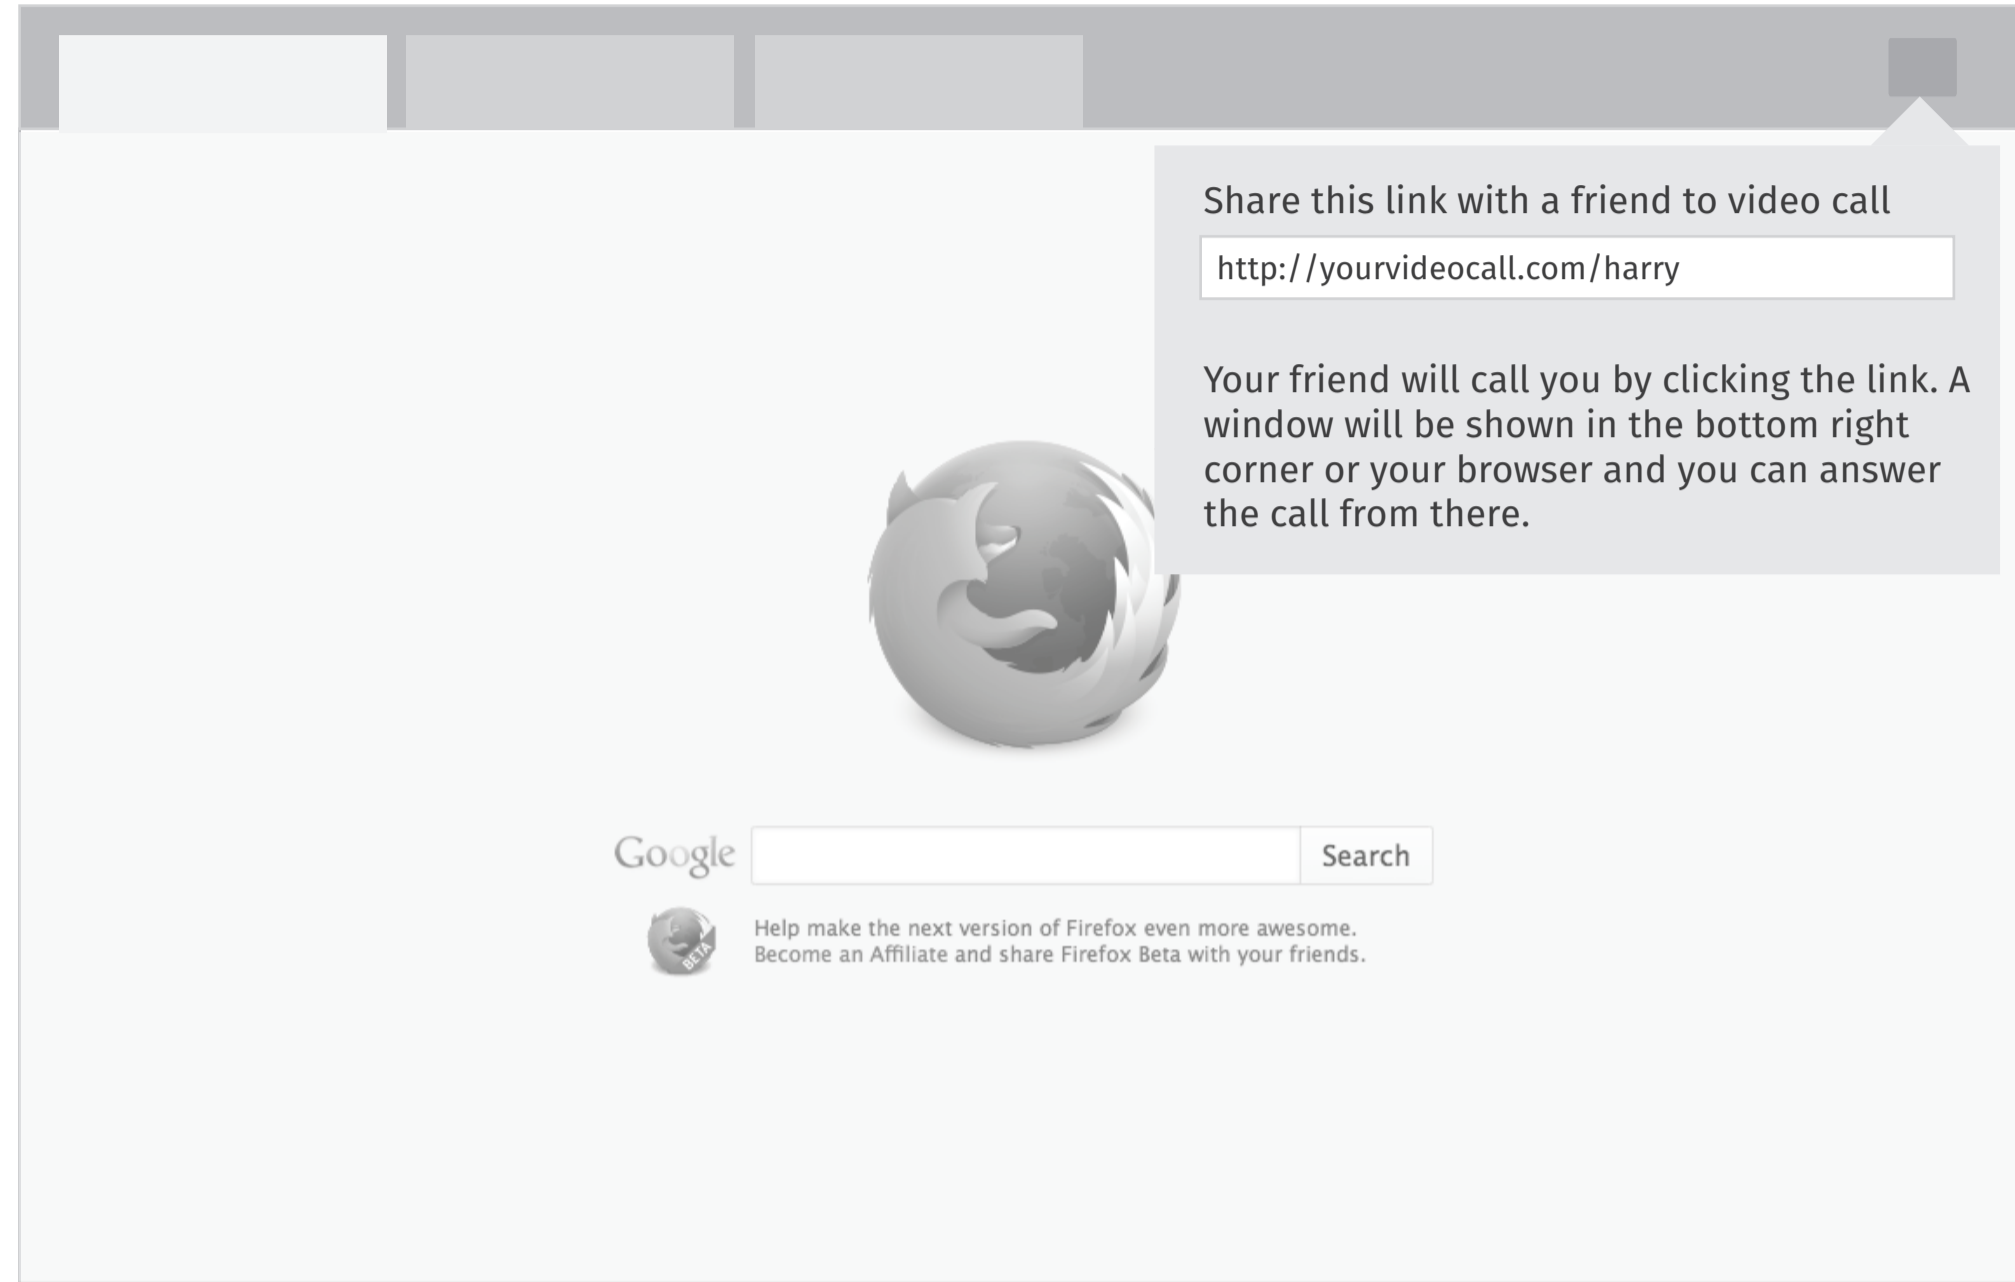 Share this link with a friend to video call
http://yourvideocall.com/harry
Your friend will call you by clicking the link. A
window will be shown in the bottom right
corner or your browser and you can answer
the call from there.
Google
Search
BETA
Help make the next version of Firefox even more awesome.
Become an Affiliate and share Firefox Beta with your friends.